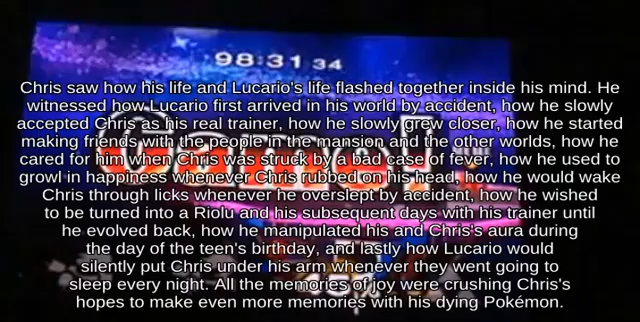 98:31 34
Chris saw how his life and Lucario's life flashed together inside his mind. He
witnessed how Lucario first arrived in his world by accident, how he slowly
accepted Chris as his real trainer, how he slowly grew closer, how he started
making friends with the people in the mansion and the other worlds, how he
cared for him when Chris was struck by a bad case of fever, how he used to
growl in happiness whenever Chris rubbed on his head, how he would wake
Chris through licks whenever he overslept by accident, how he wished
to be turned into a Riolu and his subsequent days with his trainer until
he evolved back, how he manipulated his and Chris's aura during
the day of the teen's birthday, and lastly how Lucario would
silently put Chris under his arm whenever they went going to
sleep every night. All the memories of joy were crushing Chris's
hopes to make even more memories with his dying Pokémon.